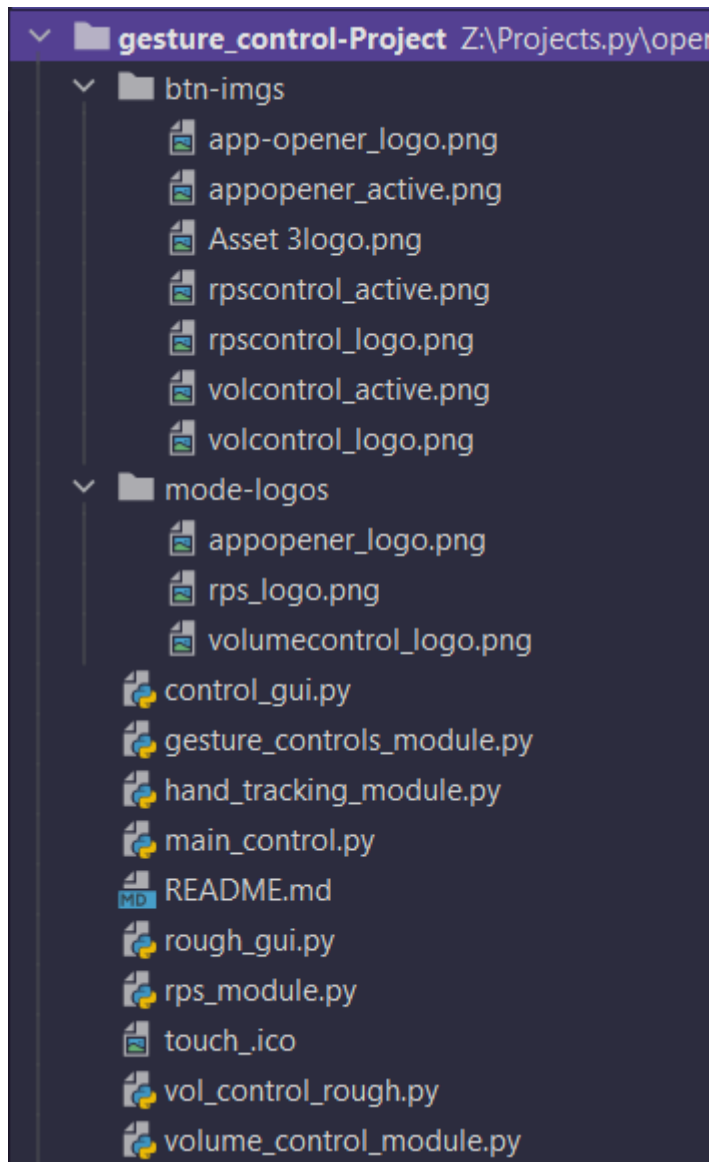 gesture_control-Project Z:\Projects.py\oper
btn-imgs
app-opener_logo.png
appopener_active.png
Asset 3logo.png
rpscontrol_active.png
rpscontrol_logo.png
volcontrol_active.png
volcontrol_logo.png
mode-logos
appopener_logo.png
rps_logo.png
volumecontrol_logo.png
control_gui.py
gesture_controls_module.py
hand_tracking_module.py
main_control.py
MD README.md
rough_gui.py
rps_module.py
touch_.ico
vol_control_rough.py
volume_control_module.py